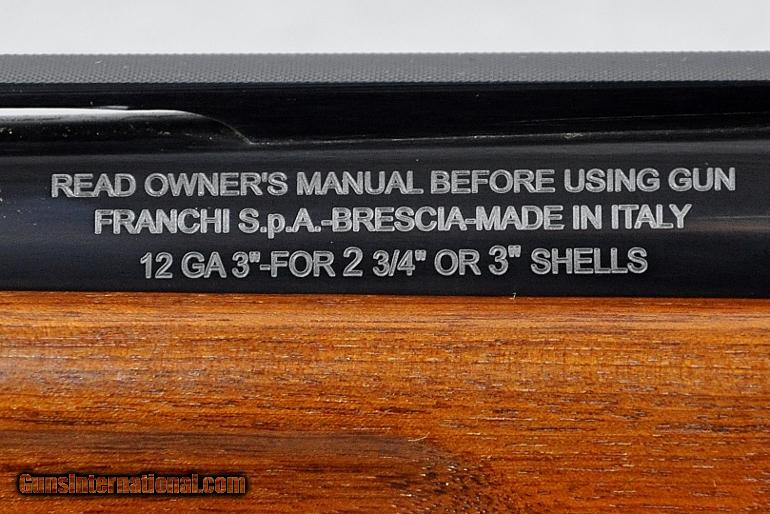 READ OWNER'S MANUAL BEFORE USING GUN
FRANCHI S.p.A.-BRESCIA-MADE IN ITALY
12 GA 3"-FOR 2 3/4" OR 3" SHELLS
GunsInternational.com